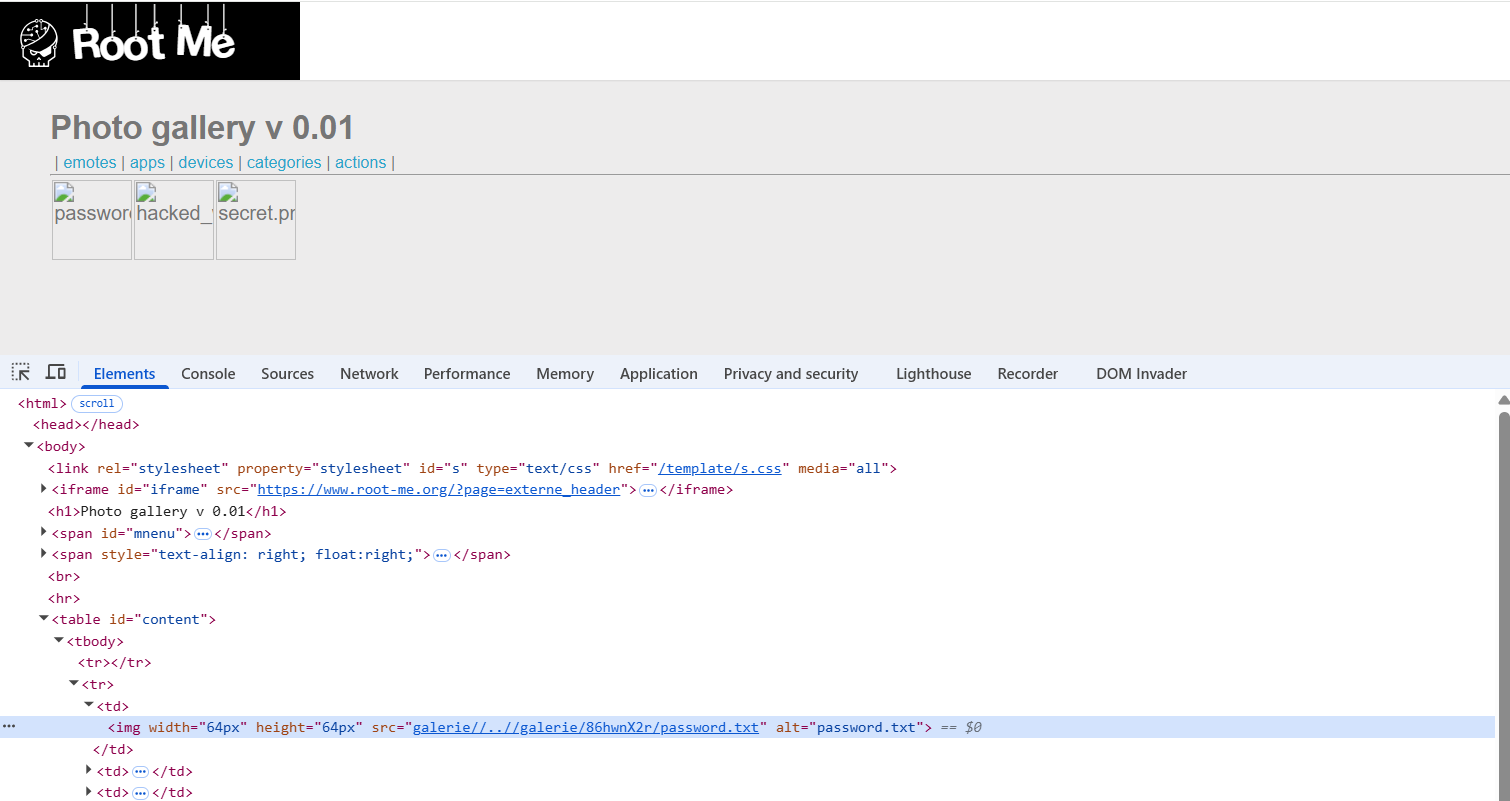 Root Me
Photo gallery v 0.01
| emotes | apps | devices | categories | actions |
password hacked_ secret.pr
Elements Console Sources Network Performance Memory Application Privacy and security Lighthouse Recorder DOM Invader
<html> scroll
<head></head>
<body>
<link rel="stylesheet" property="stylesheet" id="s" type="text/css" href="/template/s.css" media="all">
<iframe id="iframe" src="https://www.root-me.org/?page=externe_header"> ••• </iframe>
<h1>Photo gallery v 0.01</h1>
<span id="mnenu"> ••• </span>
<span style="text-align: right; float:right;"> ••• </span>
<br>
<hr>
<table id="content">
<tbody>
<tr></tr>
<tr>
<td>
••• <img width="64px" height="64px" src="galerie//..//galerie/86hwnX2r/password.txt" alt="password.txt"> == $0
</td>
<td> ••• </td>
<td> ••• </td>